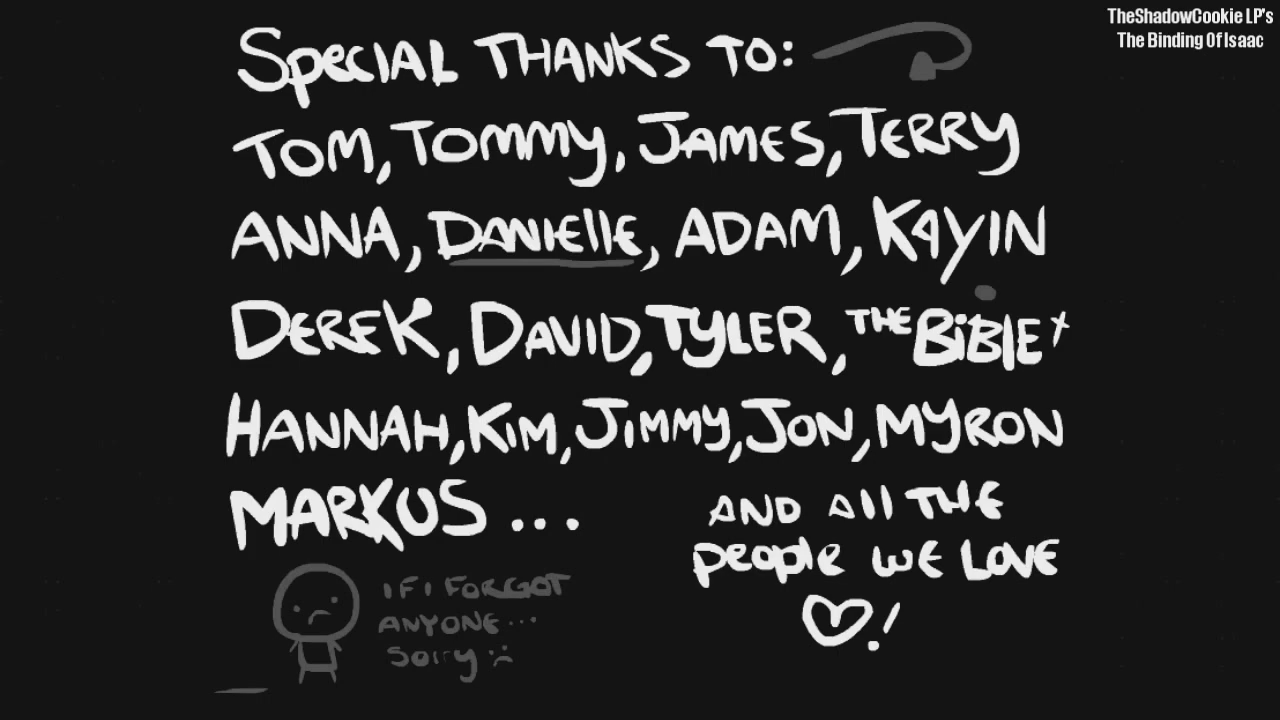 TheShadowCookie LP's
The Binding Of Isaac
Special THANKS TO:
TOM, TOMMY, JAMES, TERRY
ANNA, DANIELLE, ADAM, KAYIN
DEREK, DAVID, TYLER, THE BiBLE+
HANNAH, KiM, JiMMY, JON, MYRON
MARKUS...
AND All THE
people WE LOVE
♡!
IF I FORGOT
ANYONE...
Sorry :(